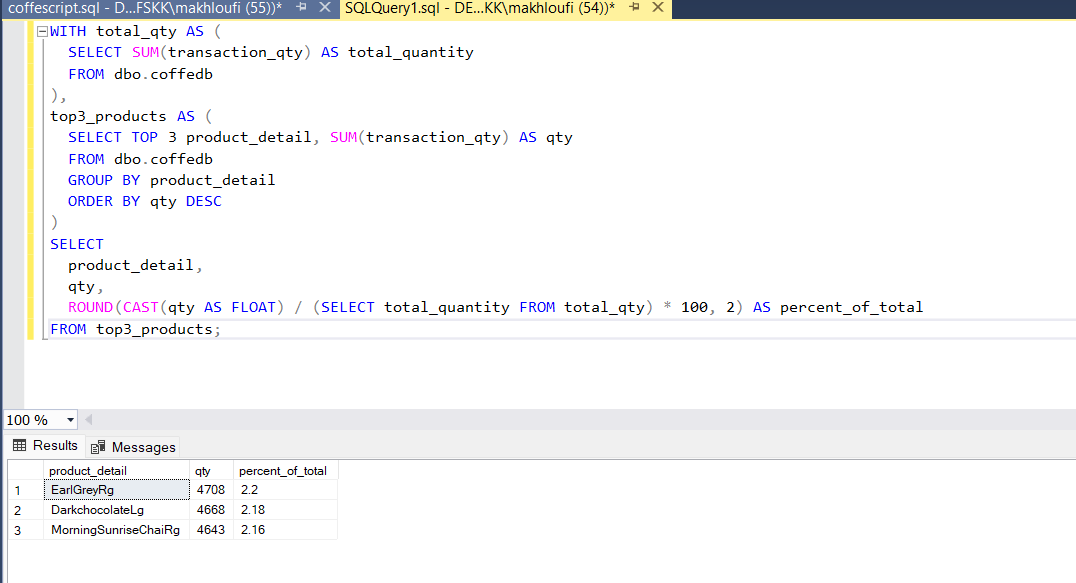 coffescript.sql - D...FSKK\makhloufi (55))* SQLQuery1.sql - DE...KK\makhloufi (54))*
WITH total_qty AS (
SELECT SUM(transaction_qty) AS total_quantity
FROM dbo.coffedb
),
top3_products AS (
SELECT TOP 3 product_detail, SUM(transaction_qty) AS qty
FROM dbo.coffedb
GROUP BY product_detail
ORDER BY qty DESC
)
SELECT
product_detail,
qty,
ROUND(CAST(qty AS FLOAT) / (SELECT total_quantity FROM total_qty) * 100, 2) AS percent_of_total
FROM top3_products;
100 %
Results Messages
product_detail qty percent_of_total
1 EarlGreyRg 4708 2.2
2 DarkchocolateLg 4668 2.18
3 MorningSunriseChaiRg 4643 2.16